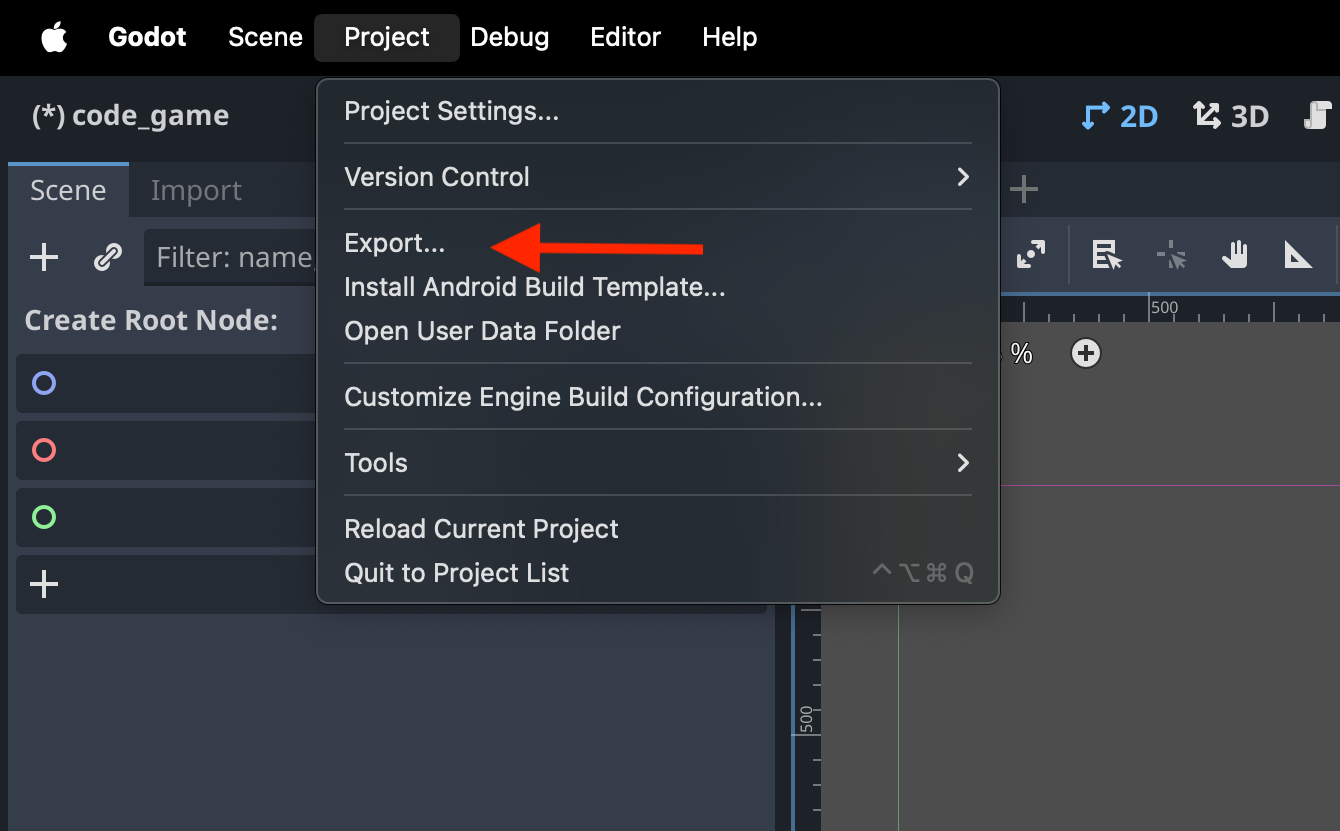 Godot Scene Project Debug Editor Help
(*) code_game
2D 3D
Project Settings...
Version Control
Export...
Install Android Build Template...
Open User Data Folder
Customize Engine Build Configuration...
Tools
Reload Current Project
Quit to Project List ^⌥⌘Q
Scene Import
Filter: name,
Create Root Node:
500
%
500